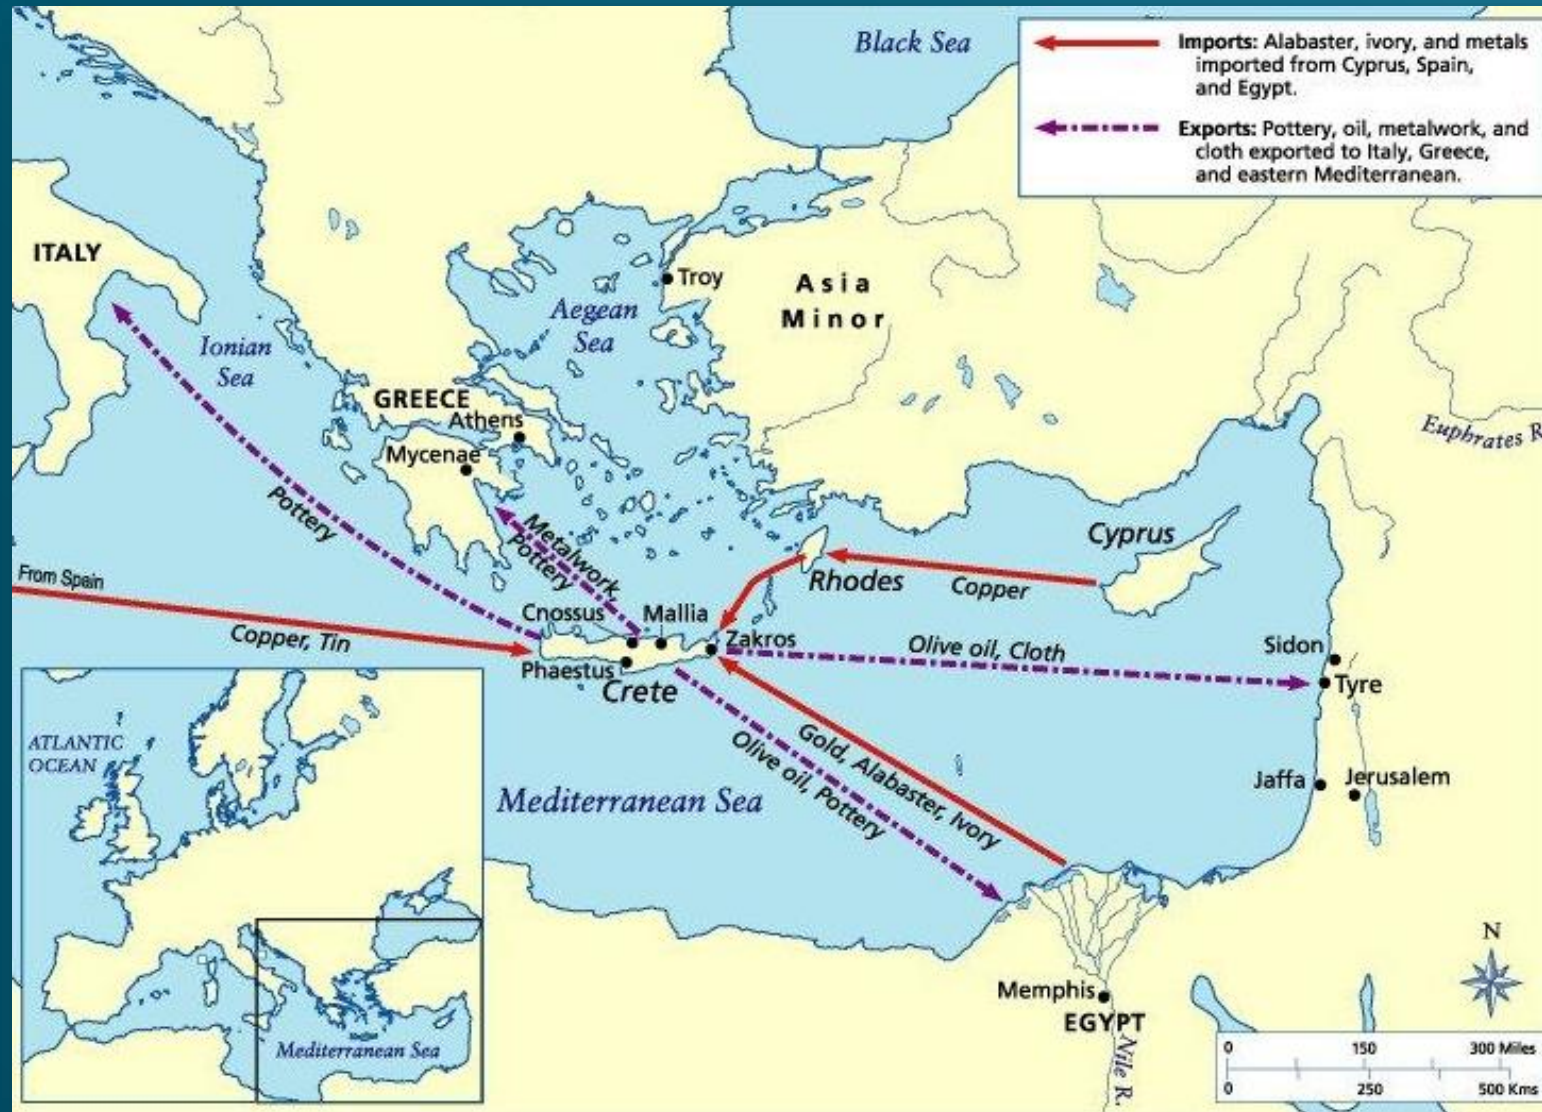 Black Sea
Imports: Alabaster, ivory, and metals
imported from Cyprus, Spain,
and Egypt.
Exports: Pottery, oil, metalwork, and
cloth exported to Italy, Greece,
and eastern Mediterranean.
ITALY
Troy
Asia
Minor
Aegean
Sea
Ionian
Sea
GREECE
Athens
Mycenae
Euphrates R
Pottery
Metalwork,
Pottery
Cyprus
Rhodes
Copper
From Spain
Copper, Tin
Cnossus
Mallia
Zakros
Phaestus
Crete
Olive oil, Cloth
Sidon
Tyre
Gold, Alabaster, Ivory
Olive oil, Pottery
Jaffa
Jerusalem
Mediterranean Sea
ATLANTIC
OCEAN
Mediterranean Sea
Memphis
EGYPT
Nile R.
N
0 150 300 Miles
0 250 500 Kms